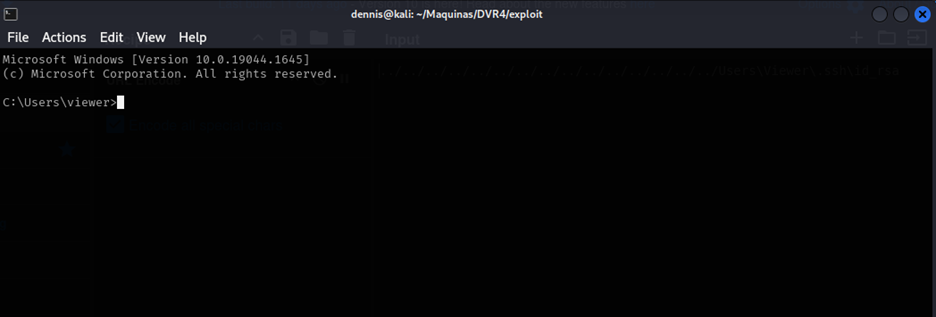 dennis@kali: ~/Maquinas/DVR4/exploit
File Actions Edit View Help
Microsoft Windows [Version 10.0.19044.1645]
(c) Microsoft Corporation. All rights reserved.
C:\Users\viewer>
Input